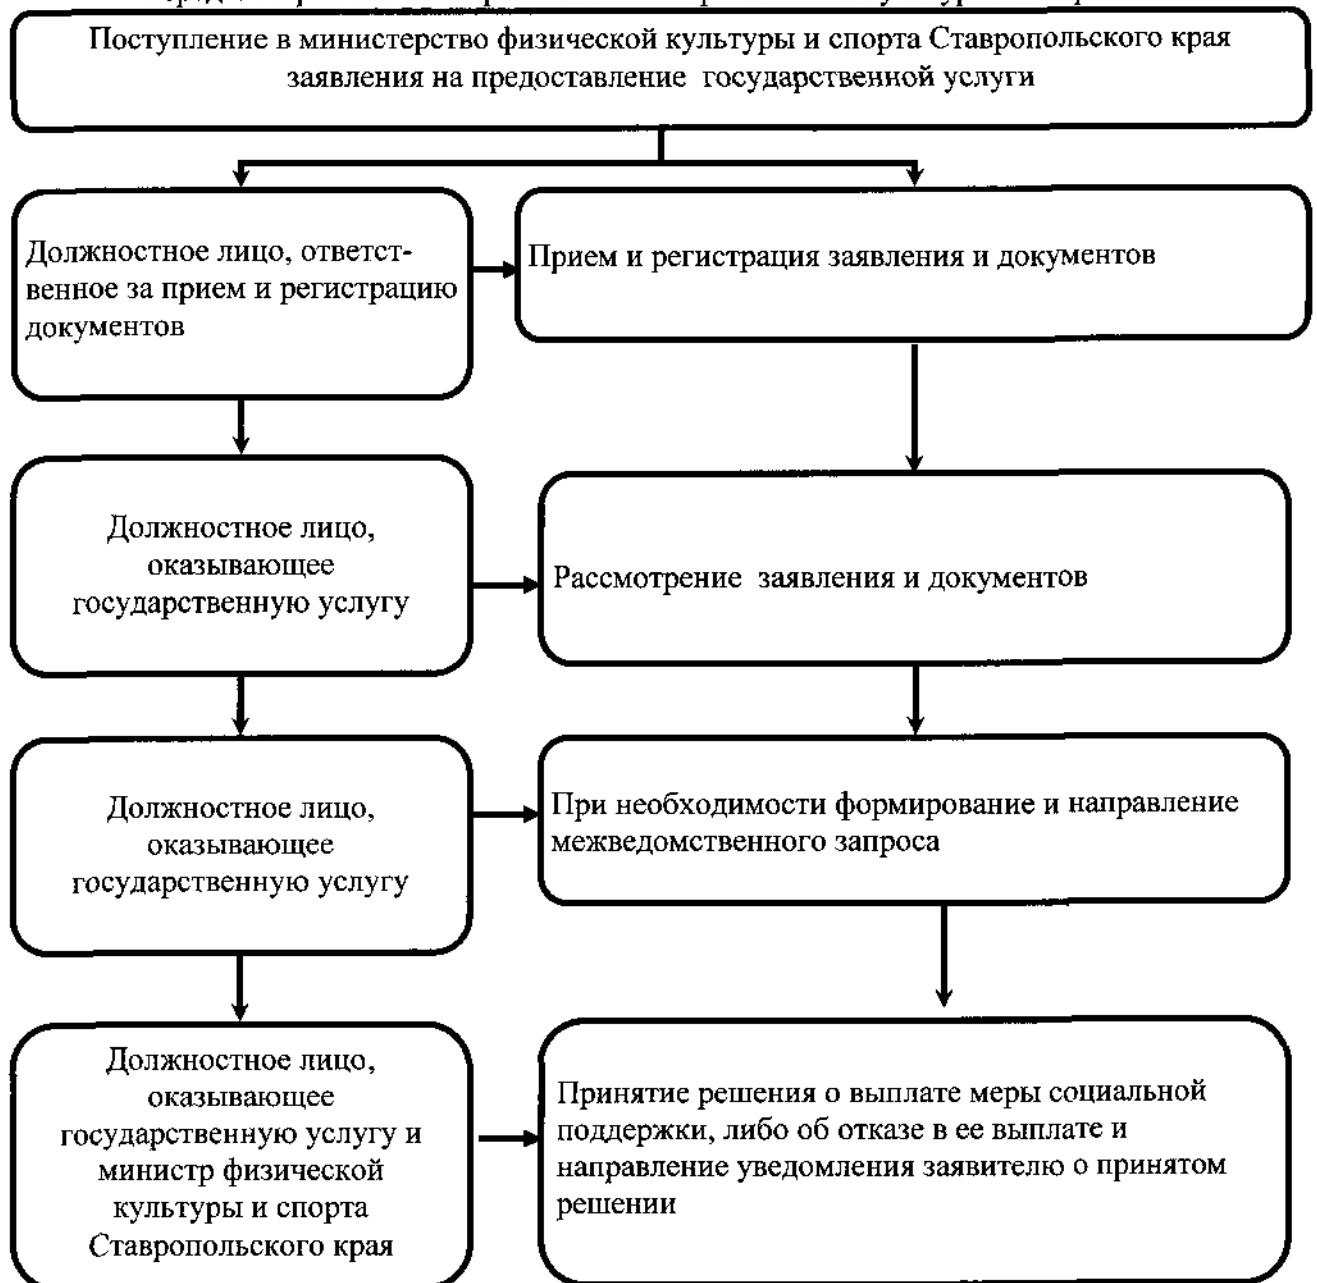 Поступление в министерство физической культуры и спорта Ставропольского края
заявления на предоставление государственной услуги
Должностное лицо, ответст-
венное за прием и регистрацию
документов
Прием и регистрация заявления и документов
Должностное лицо,
оказывающее
государственную услугу
Рассмотрение заявления и документов
Должностное лицо,
оказывающее
государственную услугу
При необходимости формирование и направление
межведомственного запроса
Должностное лицо,
оказывающее
государственную услугу и
министр физической
культуры и спорта
Ставропольского края
Принятие решения о выплате меры социальной
поддержки, либо об отказе в ее выплате и
направление уведомления заявителю о принятом
решении